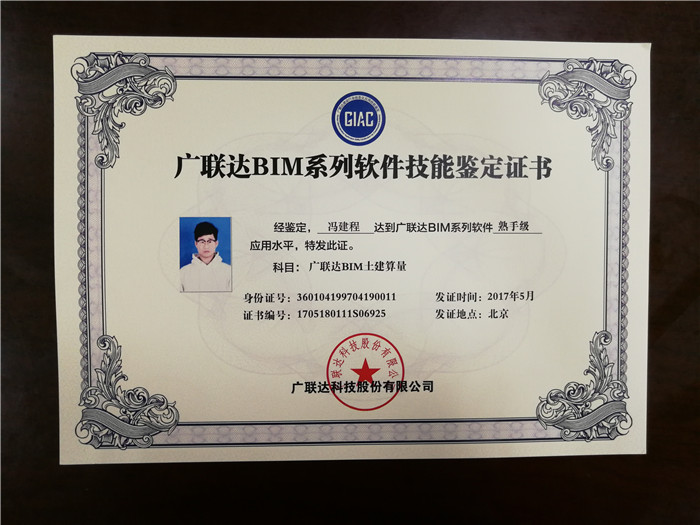 GIAC
广联达BIM系列软件技能鉴定证书
经鉴定, 冯建程 达到广联达BIM系列软件 熟手级
应用水平,特发此证。
科目: 广联达BIM土建算量
身份证号: 360104199704190011 发证时间: 2017年5月
证书编号: 1705180111S06925 发证地点: 北京
广联达科技股份有限公司
广联达科技股份有限公司